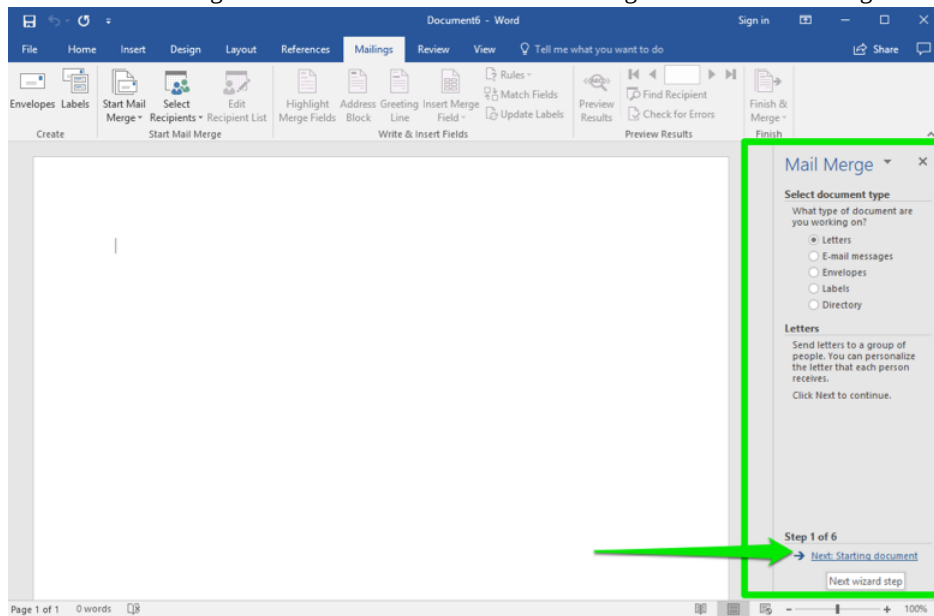 Document6 - Word
Sign in
File Home Insert Design Layout References Mailings Review View Tell me what you want to do Share
Envelopes Labels
Create
Start Mail Merge
Select Recipients
Edit Recipient List
Start Mail Merge
Highlight Merge Fields
Address Block
Greeting Line
Insert Merge Field
Rules
Match Fields
Update Labels
Write & Insert Fields
Preview Results
Find Recipient
Check for Errors
Preview Results
Finish & Merge
Finish
Mail Merge
Select document type
What type of document are
you working on?
Letters
E-mail messages
Envelopes
Labels
Directory
Letters
Send letters to a group of
people. You can personalize
the letter that each person
receives.
Click Next to continue.
Step 1 of 6
Next: Starting document
Next wizard step
Page 1 of 1 0 words
100%